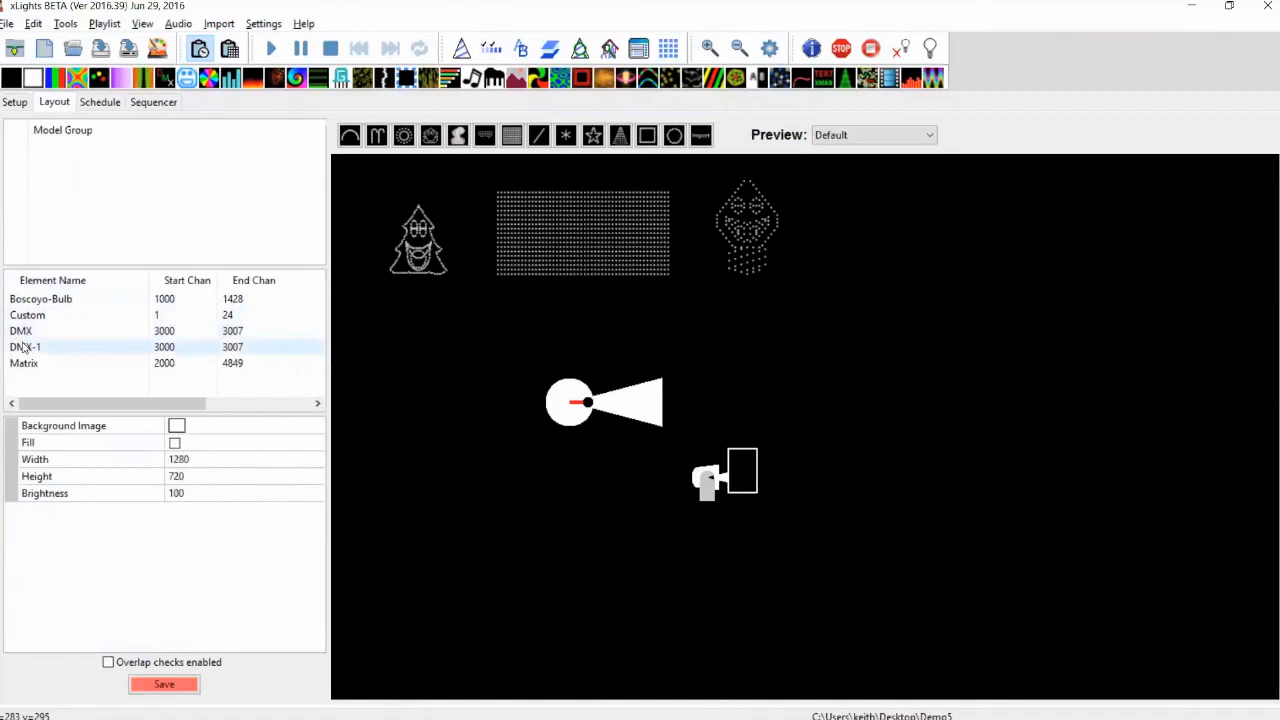 xLights BETA (Ver 2016.39) Jun 29, 2016
File Edit Tools Playlist View Audio Import Settings Help
Setup Layout Schedule Sequencer
Model Group
Preview: Default
Element Name Start Chan End Chan
Boscoyo-Bulb 1000 1428
Custom 1 24
DMX 3000 3007
DMX-1 3000 3007
Matrix 2000 4849
Background Image
Fill
Width 1280
Height 720
Brightness 100
Overlap checks enabled
Save
=283 y=295 C:\Users\keith\Desktop\Demo5